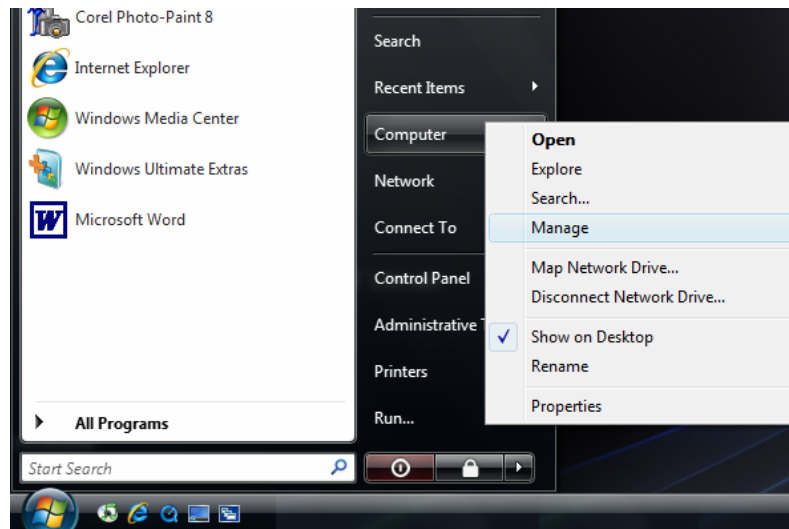 Corel Photo-Paint 8
Internet Explorer
Windows Media Center
Windows Ultimate Extras
Microsoft Word
All Programs
Start Search
Search
Recent Items
Computer
Network
Connect To
Control Panel
Administrative T
Printers
Run...
Open
Explore
Search...
Manage
Map Network Drive...
Disconnect Network Drive...
Show on Desktop
Rename
Properties